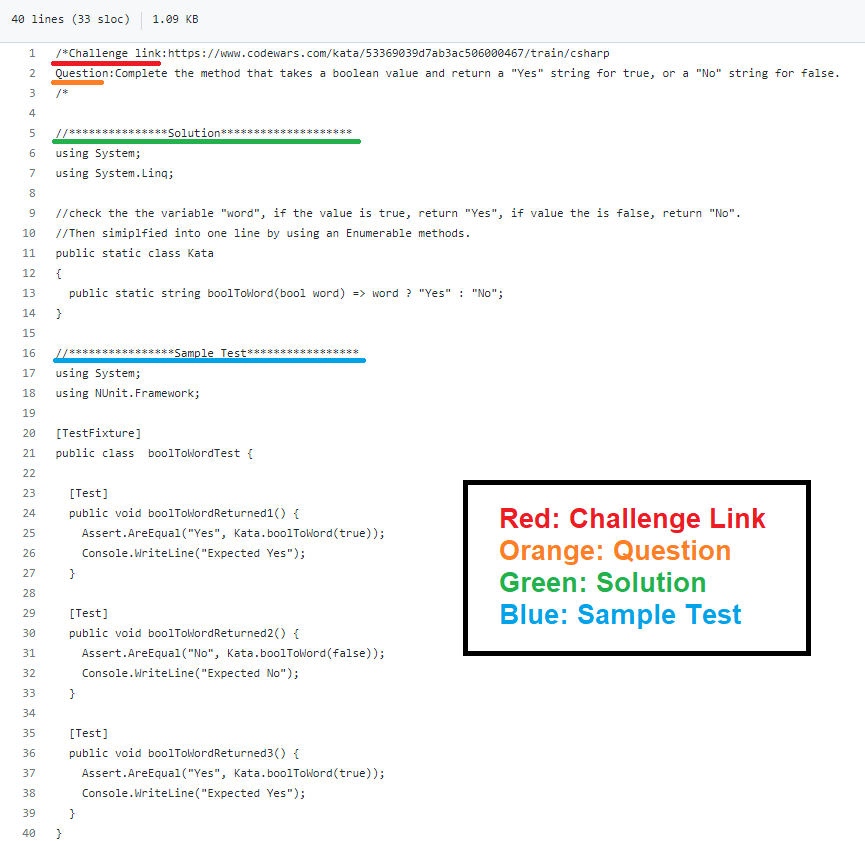 40 lines (33 sloc) 1.09 KB
1 /*Challenge link:https://www.codewars.com/kata/53369039d7ab3ac506000467/train/csharp
2 Question:Complete the method that takes a boolean value and return a "Yes" string for true, or a "No" string for false.
3 /*
4
5 //***************Solution********************
6 using System;
7 using System.Linq;
8
9 //check the the variable "word", if the value is true, return "Yes", if value the is false, return "No".
10 //Then simiplfied into one line by using an Enumerable methods.
11 public static class Kata
12 {
13   public static string boolToWord(bool word) => word ? "Yes" : "No";
14 }
15
16 //****************Sample Test*****************
17 using System;
18 using NUnit.Framework;
19
20 [TestFixture]
21 public class  boolToWordTest {
22
23   [Test]
24   public void boolToWordReturned1() {
25     Assert.AreEqual("Yes", Kata.boolToWord(true));
26     Console.WriteLine("Expected Yes");
27   }
28
29   [Test]
30   public void boolToWordReturned2() {
31     Assert.AreEqual("No", Kata.boolToWord(false));
32     Console.WriteLine("Expected No");
33   }
34
35   [Test]
36   public void boolToWordReturned3() {
37     Assert.AreEqual("Yes", Kata.boolToWord(true));
38     Console.WriteLine("Expected Yes");
39   }
40 }
Red: Challenge Link
Orange: Question
Green: Solution
Blue: Sample Test